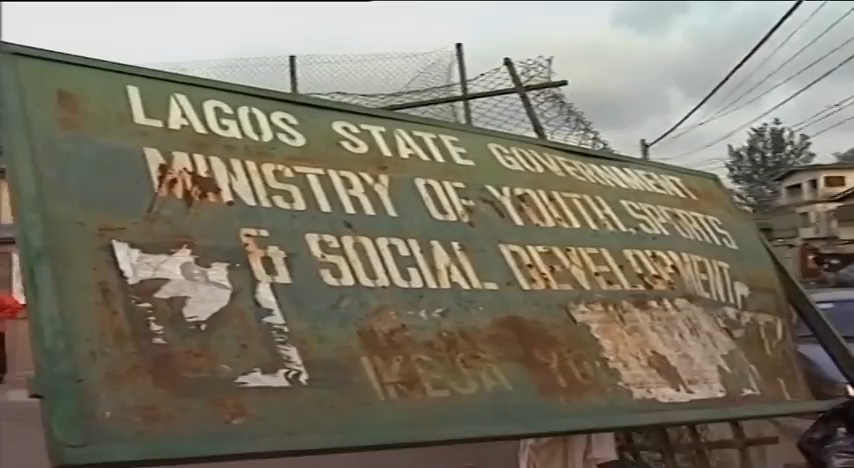 LAGOS STATE GOVERNMENT
MINISTRY OF YOUTH, SPORTS
& SOCIAL DEVELOPMENT,